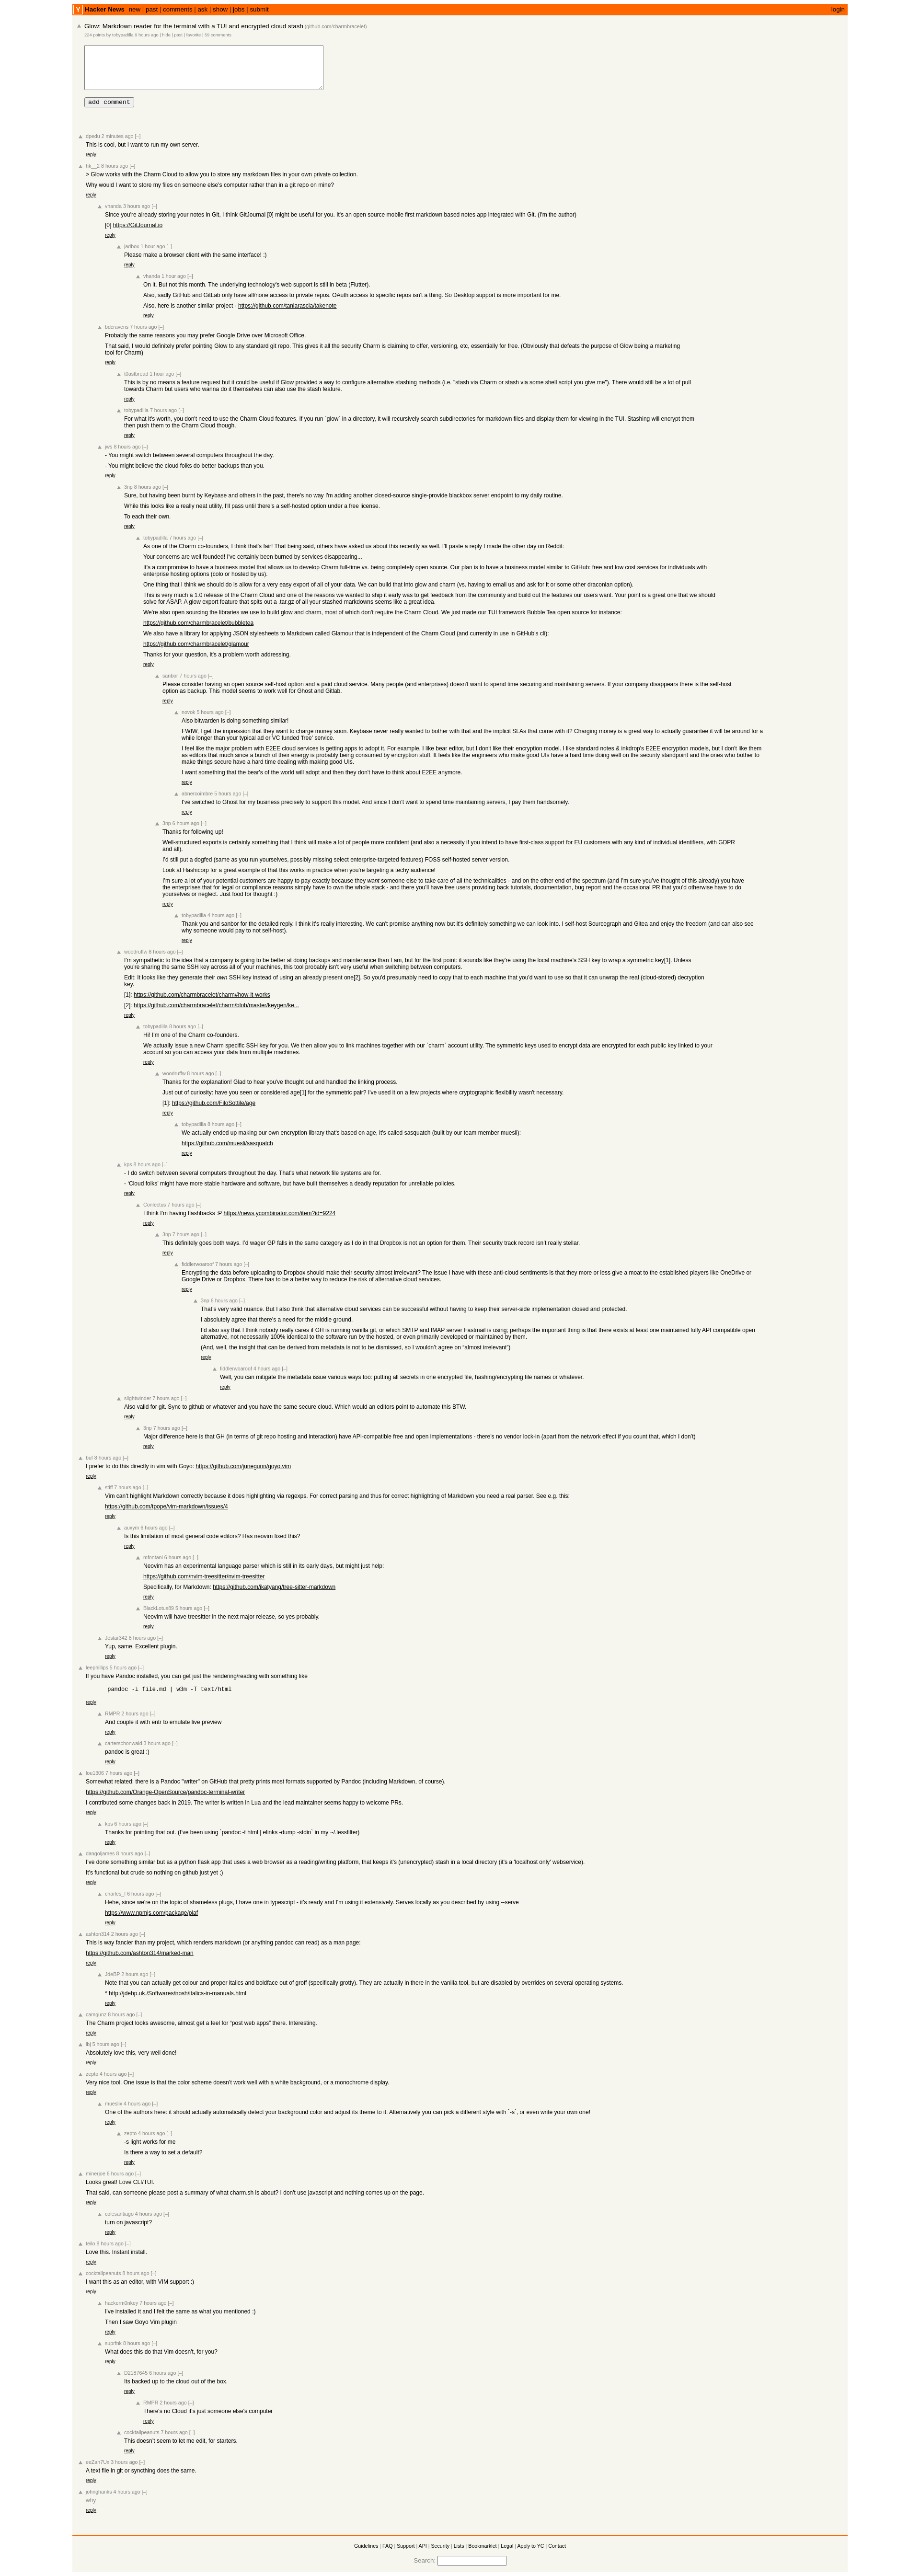 Y Hacker News new | past | comments | ask | show | jobs | submit login
Glow: Markdown reader for the terminal with a TUI and encrypted cloud stash (github.com/charmbracelet)
224 points by tobypadilla 9 hours ago | hide | past | favorite | 59 comments
add comment
dpedu 2 minutes ago [–]
This is cool, but I want to run my own server.
reply
hk__2 8 hours ago [–]
> Glow works with the Charm Cloud to allow you to store any markdown files in your own private collection.
Why would I want to store my files on someone else's computer rather than in a git repo on mine?
reply
vhanda 3 hours ago [–]
Since you're already storing your notes in Git, I think GitJournal [0] might be useful for you. It's an open source mobile first markdown based notes app integrated with Git. (I'm the author)
[0] https://GitJournal.io
reply
jadbox 1 hour ago [–]
Please make a browser client with the same interface! :)
reply
vhanda 1 hour ago [–]
On it. But not this month. The underlying technology's web support is still in beta (Flutter).
Also, sadly GitHub and GitLab only have all/none access to private repos. OAuth access to specific repos isn't a thing. So Desktop support is more important for me.
Also, here is another similar project - https://github.com/taniarascia/takenote
reply
bdcravens 7 hours ago [–]
Probably the same reasons you may prefer Google Drive over Microsoft Office.
That said, I would definitely prefer pointing Glow to any standard git repo. This gives it all the security Charm is claiming to offer, versioning, etc, essentially for free. (Obviously that defeats the purpose of Glow being a marketing
tool for Charm)
reply
t0astbread 1 hour ago [–]
This is by no means a feature request but it could be useful if Glow provided a way to configure alternative stashing methods (i.e. "stash via Charm or stash via some shell script you give me"). There would still be a lot of pull
towards Charm but users who wanna do it themselves can also use the stash feature.
reply
tobypadilla 7 hours ago [–]
For what it's worth, you don't need to use the Charm Cloud features. If you run `glow` in a directory, it will recursively search subdirectories for markdown files and display them for viewing in the TUI. Stashing will encrypt them
then push them to the Charm Cloud though.
reply
jwo 8 hours ago [–]
- You might switch between several computers throughout the day.
- You might believe the cloud folks do better backups than you.
reply
3np 8 hours ago [–]
Sure, but having been burnt by Keybase and others in the past, there's no way I'm adding another closed-source single-provide blackbox server endpoint to my daily routine.
While this looks like a really neat utility, I'll pass until there's a self-hosted option under a free license.
To each their own.
reply
tobypadilla 7 hours ago [–]
As one of the Charm co-founders, I think that's fair! That being said, others have asked us about this recently as well. I'll paste a reply I made the other day on Reddit:
Your concerns are well founded! I've certainly been burned by services disappearing...
It's a compromise to have a business model that allows us to develop Charm full-time vs. being completely open source. Our plan is to have a business model similar to GitHub: free and low cost services for individuals with
enterprise hosting options (colo or hosted by us).
One thing that I think we should do is allow for a very easy export of all of your data. We can build that into glow and charm (vs. having to email us and ask for it or some other draconian option).
This is very much a 1.0 release of the Charm Cloud and one of the reasons we wanted to ship it early was to get feedback from the community and build out the features our users want. Your point is a great one that we should
solve for ASAP. A glow export feature that spits out a .tar.gz of all your stashed markdowns seems like a great idea.
We're also open sourcing the libraries we use to build glow and charm, most of which don't require the Charm Cloud. We just made our TUI framework Bubble Tea open source for instance:
https://github.com/charmbracelet/bubbletea
We also have a library for applying JSON stylesheets to Markdown called Glamour that is independent of the Charm Cloud (and currently in use in GitHub's cli):
https://github.com/charmbracelet/glamour
Thanks for your question, it's a problem worth addressing.
reply
7 hours ago [–]
Please consider having an open source self-host option and a paid cloud service. Many people (and enterprises) doesn't want to spend time securing and maintaining servers. If your company disappears there is the self-host
option as backup. This model seems to work well for Ghost and Gitlab.
reply
novok 5 hours ago [–]
Also bitwarden is doing something similar!
FWIW, I get the impression that they want to charge money soon. Keybase never really wanted to bother with that and the implicit SLAs that come with it? Charging money is a great way to actually guarantee it will be around for a
while longer than your typical ad or VC funded 'free' service.
I feel like the major problem with E2EE cloud services is getting apps to adopt it. For example, I like bear editor, but I don't like their encryption model. I like standard notes & inkdrop's E2EE encryption models, but I don't like them
as editors that much since a bunch of their energy is probably being consumed by encryption stuff. It feels like the engineers who make good UIs have a hard time doing well on the security standpoint and the ones who bother to
make things secure have a hard time dealing with making good UIs.
I want something that the bear's of the world will adopt and then they don't have to think about E2EE anymore.
reply
abnercoimbre 5 hours ago [–]
I've switched to Ghost for my business precisely to support this model. And since I don't want to spend time maintaining servers, I pay them handsomely.
reply
3np 6 hours ago [–]
Thanks for following up!
Well-structured exports is certainly something that I think will make a lot of people more confident (and also a necessity if you intend to have first-class support for EU customers with any kind of individual identifiers, with GDPR
and all).
I'd still put a dogfed (same as you run yourselves, possibly missing select enterprise-targeted features) FOSS self-hosted server version.
Look at Hashicorp for a great example of that this works in practice when you're targeting a techy audience!
I'm sure a lot of your potential customers are happy to pay exactly because they want someone else to take care of all the technicalities - and on the other end of the spectrum (and I'm sure you've thought of this already) you have
the enterprises that for legal or compliance reasons simply have to own the whole stack - and there you'll have free users providing back tutorials, documentation, bug report and the occasional PR that you'd otherwise have to do
yourselves or neglect. Just food for thought :)
reply
tobypadilla 4 hours ago [–]
Thank you and sanbor for the detailed reply. I think it's really interesting. We can't promise anything now but it's definitely something we can look into. I self-host Sourcegraph and Gitea and enjoy the freedom (and can also see
why someone would pay to not self-host).
reply
woodruffw 8 hours ago [–]
I'm sympathetic to the idea that a company is going to be better at doing backups and maintenance than I am, but for the first point: it sounds like they're using the local machine's SSH key to wrap a symmetric key[1]. Unless
you're sharing the same SSH key across all of your machines, this tool probably isn't very useful when switching between computers.
Edit: It looks like they generate their own SSH key instead of using an already present one[2]. So you'd presumably need to copy that to each machine that you'd want to use so that it can unwrap the real (cloud-stored) decryption
key.
[1]: https://github.com/charmbracelet/charm#how-it-works
[2]: https://github.com/charmbracelet/charm/blob/master/keygen/ke...
reply
tobypadilla 8 hours ago [–]
Hi! I'm one of the Charm co-founders.
We actually issue a new Charm specific SSH key for you. We then allow you to link machines together with our `charm` account utility. The symmetric keys used to encrypt data are encrypted for each public key linked to your
account so you can access your data from multiple machines.
reply
woodruffw 8 hours ago [–]
Thanks for the explanation! Glad to hear you've thought out and handled the linking process.
Just out of curiosity: have you seen or considered age[1] for the symmetric pair? I've used it on a few projects where cryptographic flexibility wasn't necessary.
[1]: https://github.com/FiloSottile/age
reply
tobypadilla 8 hours ago [–]
We actually ended up making our own encryption library that's based on age, it's called sasquatch (built by our team member muesli):
https://github.com/muesli/sasquatch
reply
kps 8 hours ago [–]
- I do switch between several computers throughout the day. That's what network file systems are for.
- 'Cloud folks' might have more stable hardware and software, but have built themselves a deadly reputation for unreliable policies.
reply
Conterlua 7 hours ago [–]
I think I'm having flashbacks :P https://news.ycombinator.com/item?id=9224
reply
3np 7 hours ago [–]
This definitely goes both ways. I'd wager GP falls in the same category as I do in that Dropbox is not an option for them. Their security track record isn't really stellar.
reply
fiddlerwoaroof 7 hours ago [–]
Encrypting the data before uploading to Dropbox should make their security almost irrelevant? The issue I have with these anti-cloud sentiments is that they more or less give a moat to the established players like OneDrive or
Google Drive or Dropbox. There has to be a better way to reduce the risk of alternative cloud services.
reply
3np 6 hours ago [–]
That's very valid nuance. But I also think that alternative cloud services can be successful without having to keep their server-side implementation closed and protected.
I absolutely agree that there's a need for the middle ground.
I'd also say that I think nobody really cares if GH is running vanilla git, or which SMTP and IMAP server Fastmail is using; perhaps the important thing is that there exists at least one maintained fully API compatible open
alternative, not necessarily 100% identical to the software run by the hosted, or even primarily developed or maintained by them.
(And, well, the insight that can be derived from metadata is not to be dismissed, so I wouldn't agree on "almost irrelevant")
reply
fiddlerwoaroof 4 hours ago [–]
Well, you can mitigate the metadata issue various ways too: putting all secrets in one encrypted file, hashing/encrypting file names or whatever.
reply
slightwinder 7 hours ago [–]
Also valid for git. Sync to github or whatever and you have the same secure cloud. Which would an editors point to automate this BTW.
reply
3np 7 hours ago [–]
Major difference here is that GH (in terms of git repo hosting and interaction) have API-compatible free and open implementations - there's no vendor lock-in (apart from the network effect if you count that, which I don't)
reply
buf 8 hours ago [–]
I prefer to do this directly in vim with Goyo: https://github.com/junegunn/goyo.vim
reply
ddff 7 hours ago [–]
Vim can't highlight Markdown correctly because it does highlighting via regexps. For correct parsing and thus for correct highlighting of Markdown you need a real parser. See e.g. this:
https://github.com/tpope/vim-markdown/issues/4
reply
auxym 6 hours ago [–]
Is this limitation of most general code editors? Has neovim fixed this?
reply
mfontani 6 hours ago [–]
Neovim has an experimental language parser which is still in its early days, but might just help:
https://github.com/nvim-treesitter/nvim-treesitter
Specifically, for Markdown: https://github.com/ikatyang/tree-sitter-markdown
reply
BlackLotus89 5 hours ago [–]
Neovim will have treesitter in the next major release, so yes probably.
reply
Jestar342 8 hours ago [–]
Yup, same. Excellent plugin.
reply
leephillips 5 hours ago [–]
If you have Pandoc installed, you can get just the rendering/reading with something like
pandoc -i file.md | w3m -T text/html
reply
RMPR 2 hours ago [–]
And couple it with entr to emulate live preview
reply
carterschonwald 3 hours ago [–]
pandoc is great :)
reply
lou1306 7 hours ago [–]
Somewhat related: there is a Pandoc "writer" on GitHub that pretty prints most formats supported by Pandoc (including Markdown, of course).
https://github.com/Orange-OpenSource/pandoc-terminal-writer
I contributed some changes back in 2019. The writer is written in Lua and the lead maintainer seems happy to welcome PRs.
reply
kps 6 hours ago [–]
Thanks for pointing that out. (I've been using `pandoc -t html | elinks -dump -stdin` in my ~/.lessfilter)
reply
dangoljames 8 hours ago [–]
I've done something similar but as a python flask app that uses a web browser as a reading/writing platform, that keeps it's (unencrypted) stash in a local directory (it's a 'localhost only' webservice).
It's functional but crude so nothing on github just yet ;)
reply
charles_f 6 hours ago [–]
Hehe, since we're on the topic of shameless plugs, I have one in typescript - it's ready and I'm using it extensively. Serves locally as you described by using --serve
https://www.npmjs.com/package/plaf
reply
ashton314 2 hours ago [–]
This is way fancier than my project, which renders markdown (or anything pandoc can read) as a man page:
https://github.com/ashton314/marked-man
reply
JdeBP 2 hours ago [–]
Note that you can actually get colour and proper italics and boldface out of groff (specifically grotty). They are actually in there in the vanilla tool, but are disabled by overrides on several operating systems.
* http://jdebp.uk./Softwares/nosh/italics-in-manuals.html
reply
camgunz 8 hours ago [–]
The Charm project looks awesome, almost get a feel for "post web apps" there. Interesting.
reply
5 hours ago [–]
Absolutely love this, very well done!
reply
zepto 4 hours ago [–]
Very nice tool. One issue is that the color scheme doesn't work well with a white background, or a monochrome display.
reply
4 hours ago [–]
One of the authors here: it should actually automatically detect your background color and adjust its theme to it. Alternatively you can pick a different style with `-s`, or even write your own one!
reply
zepto 4 hours ago [–]
-s light works for me
Is there a way to set a default?
reply
minerjoe 6 hours ago [–]
Looks great! Love CLI/TUI.
That said, can someone please post a summary of what charm.sh is about? I don't use javascript and nothing comes up on the page.
reply
colesantiago 4 hours ago [–]
turn on javascript?
reply
8 hours ago [–]
Love this. Instant install.
reply
cocktailpeanuts 8 hours ago [–]
I want this as an editor, with VIM support :)
reply
hackerm0nkey 7 hours ago [–]
I've installed it and I felt the same as what you mentioned :)
Then I saw Goyo Vim plugin
reply
suprfnk 8 hours ago [–]
What does this do that Vim doesn't, for you?
reply
D2187645 6 hours ago [–]
Its backed up to the cloud out of the box.
reply
RMPR 2 hours ago [–]
There's no Cloud it's just someone else's computer
reply
cocktailpeanuts 7 hours ago [–]
This doesn't seem to let me edit, for starters.
reply
eeZah7Ux 3 hours ago [–]
A text file in git or syncthing does the same.
reply
johnghanks 4 hours ago [–]
why
reply
Guidelines | FAQ | Support | API | Security | Lists | Bookmarklet | Legal | Apply to YC | Contact
Search: